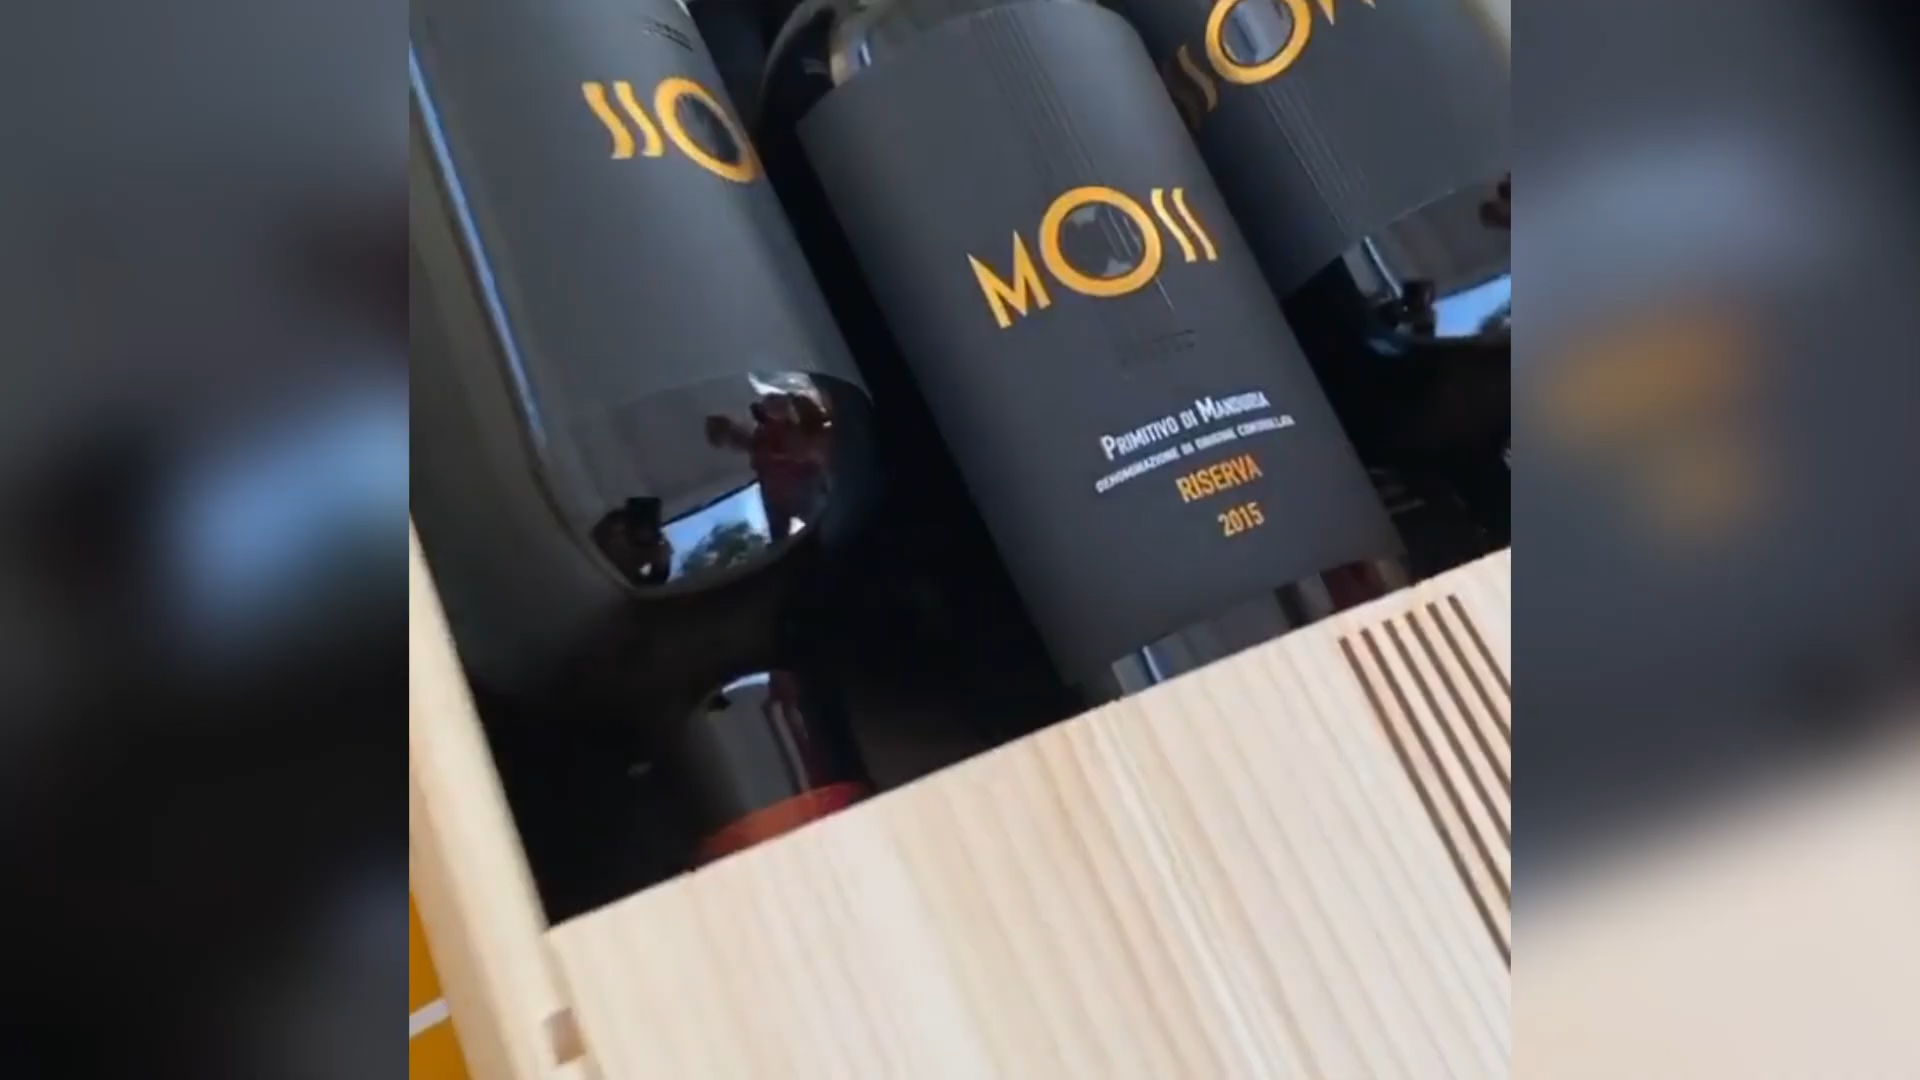 MOSS
PRIMITIVO DI MANDURIA
DENOMINAZIONE DI ORIGINE CONTROLLATA
RISERVA
2015